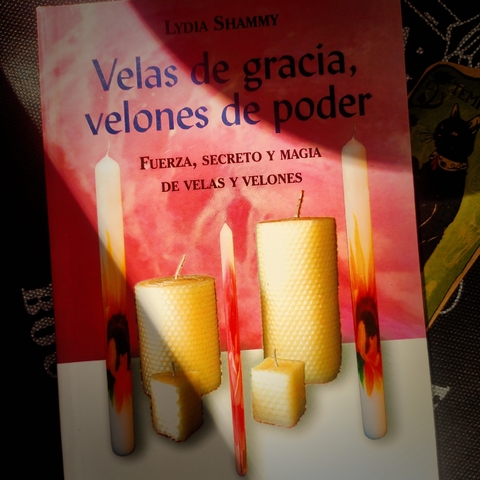 LYDIA SHAMMY
Velas de gracia,
velones de poder
FUERZA, SECRETO Y MAGIA
DE VELAS Y VELONES